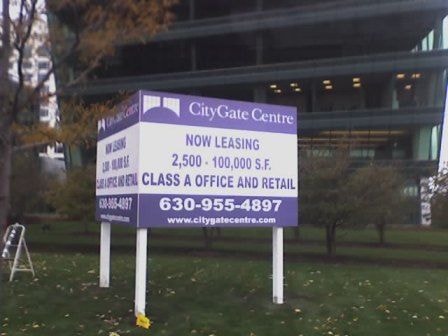 CityGate Centre
NOW LEASING
2,500 - 100,000 S.F.
CLASS A OFFICE AND RETAIL
630-955-4897
www.citygatecentre.com
CityGate Centre
NOW LEASING
2,500 - 100,000 S.F.
CLASS A OFFICE AND RETAIL
630-955-4897
www.citygatecentre.com